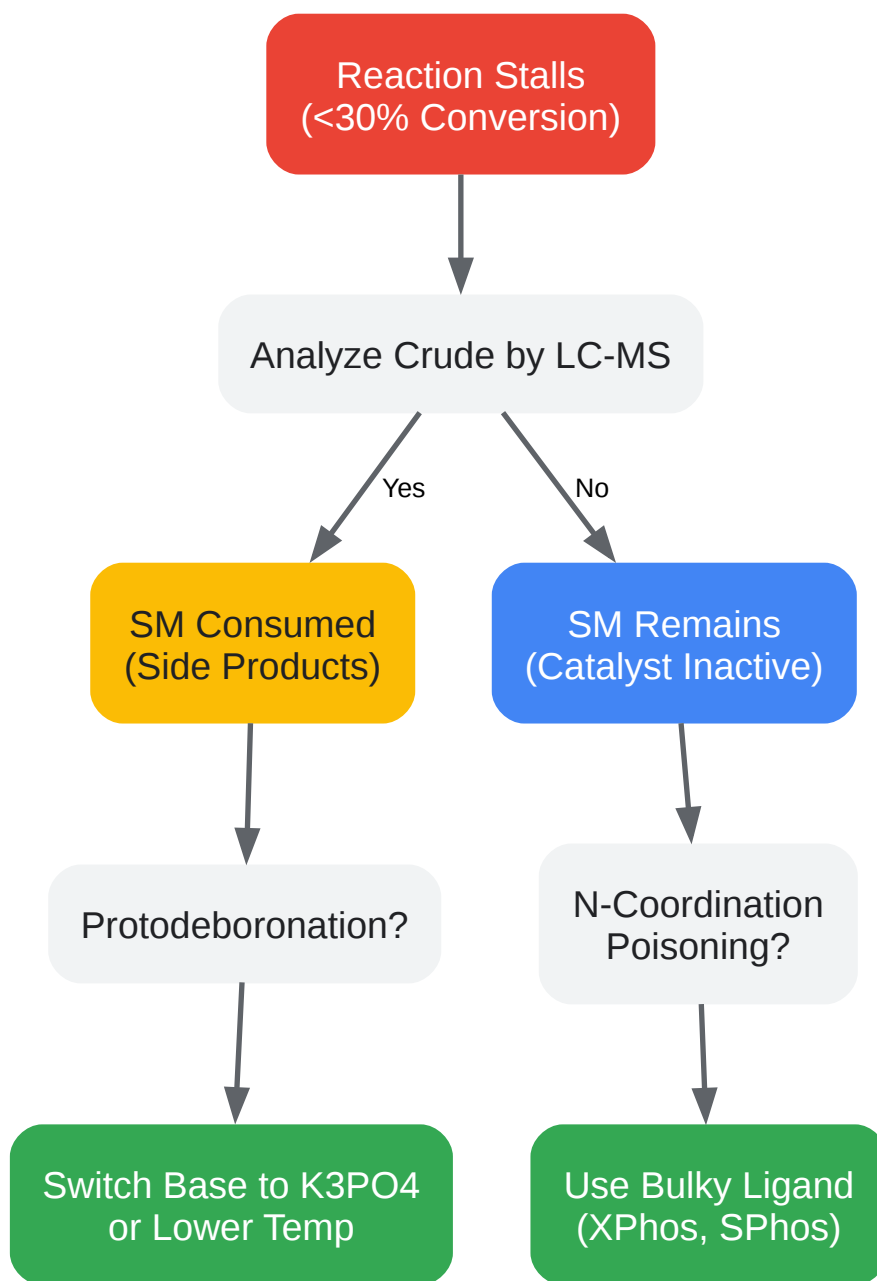 Reaction Stalls
(<30% Conversion)
Analyze Crude by LC-MS
Yes
No
SM Consumed
(Side Products)
SM Remains
(Catalyst Inactive)
Protodeboronation?
N-Coordination
Poisoning?
Switch Base to K3PO4
or Lower Temp
Use Bulky Ligand
(XPhos, SPhos)